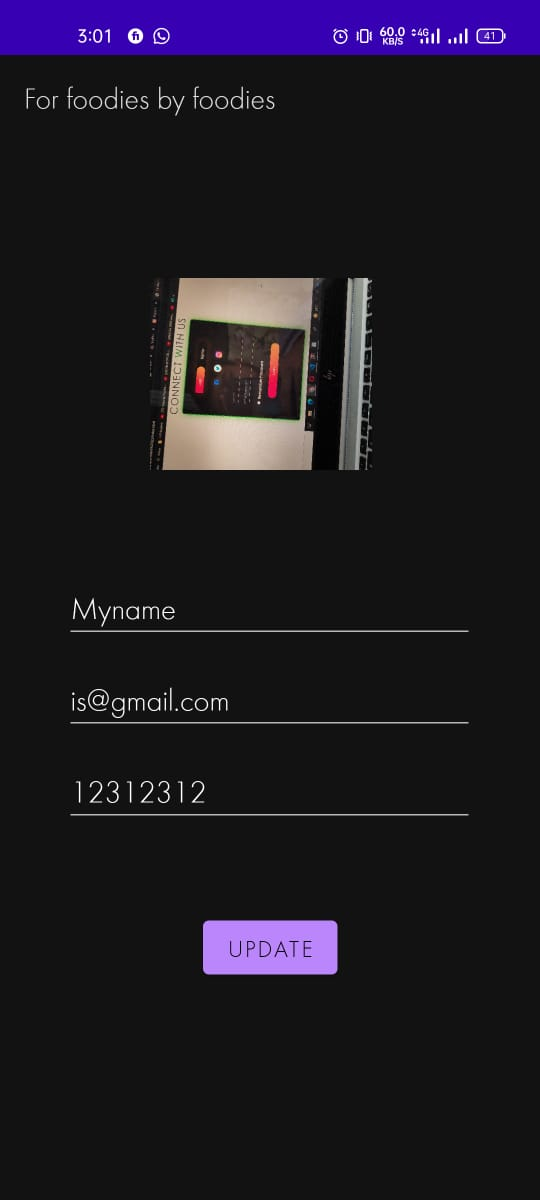 3:01
60.0
KB/S
4G
41
For foodies by foodies
CONNECT WITH US
hp
Myname
is@gmail.com
12312312
UPDATE